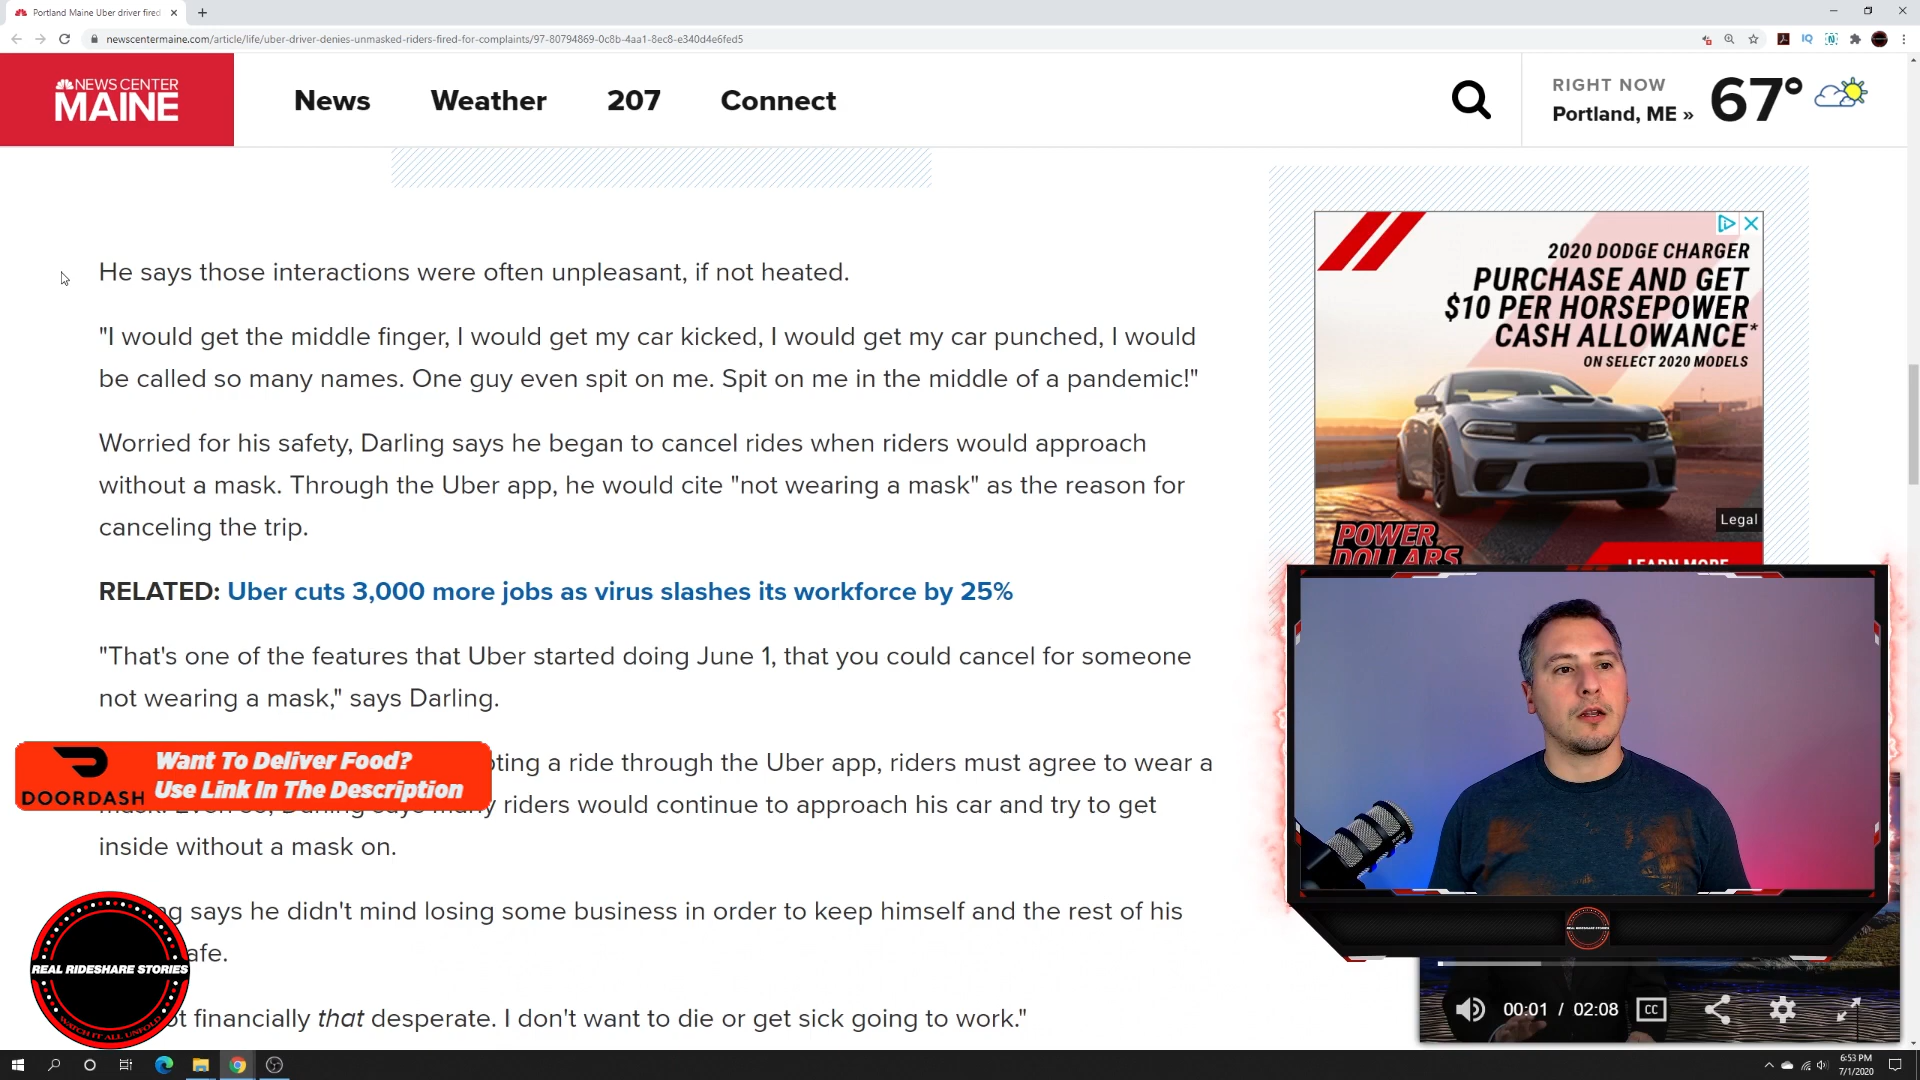 Portland Maine Uber driver fired
newscentermaine.com/article/life/uber-driver-denies-unmasked-riders-fired-for-complaints/97-80794869-0c8b-4aa1-8ec8-e340d4e6fed5
NEWS CENTER
MAINE
News Weather 207 Connect
RIGHT NOW
Portland, ME »
67°
He says those interactions were often unpleasant, if not heated.
"I would get the middle finger, I would get my car kicked, I would get my car punched, I would
be called so many names. One guy even spit on me. Spit on me in the middle of a pandemic!"
Worried for his safety, Darling says he began to cancel rides when riders would approach
without a mask. Through the Uber app, he would cite "not wearing a mask" as the reason for
canceling the trip.
RELATED: Uber cuts 3,000 more jobs as virus slashes its workforce by 25%
"That's one of the features that Uber started doing June 1, that you could cancel for someone
not wearing a mask," says Darling.
a ride through the Uber app, riders must agree to wear a
riders would continue to approach his car and try to get
inside without a mask on.
says he didn't mind losing some business in order to keep himself and the rest of his
financially that desperate. I don't want to die or get sick going to work."
DOORDASH
Want To Deliver Food?
Use Link In The Description
REAL RIDESHARE STORIES
WATCH IT ALL UNFOLD
2020 DODGE CHARGER
PURCHASE AND GET
$10 PER HORSEPOWER
CASH ALLOWANCE*
ON SELECT 2020 MODELS
Legal
POWER
DOLLARS
LEARN MORE
REAL RIDESHARE STORIES
00:01 / 02:08
CC
6:53 PM
7/1/2020